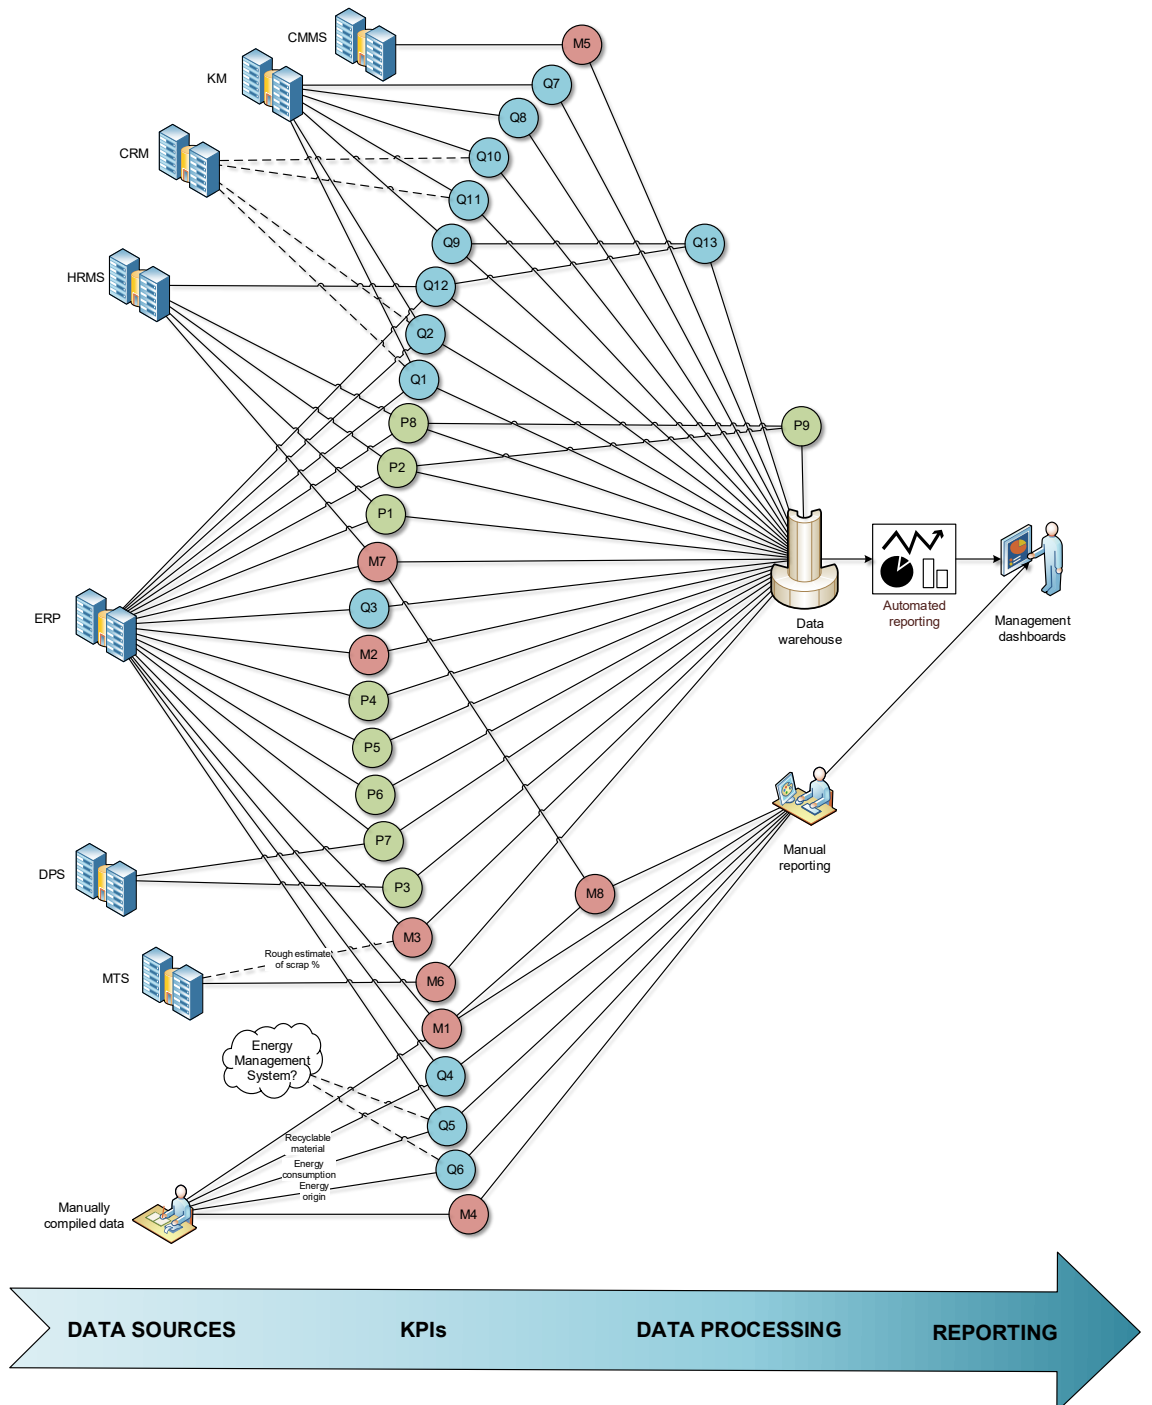 CMMS
M5
KM
Q7
Q8
CRM
Q10
Q11
Q9
Q13
HRMS
Q12
Q2
Q1
P8
P9
P2
P1
M7
Q3
ERP
M2
P4
P5
P6
P7
DPS
P3
M8
M3
Rough estimate
of scrap %
MTS
M6
M1
Energy
Management
System?
Q4
Q5
Recyclable
material
Energy
consumption
Energy
origin
Q6
Manually
compiled data
M4
Data
warehouse
Automated
reporting
Management
dashboards
Manual
reporting
DATA SOURCES
KPIs
DATA PROCESSING
REPORTING